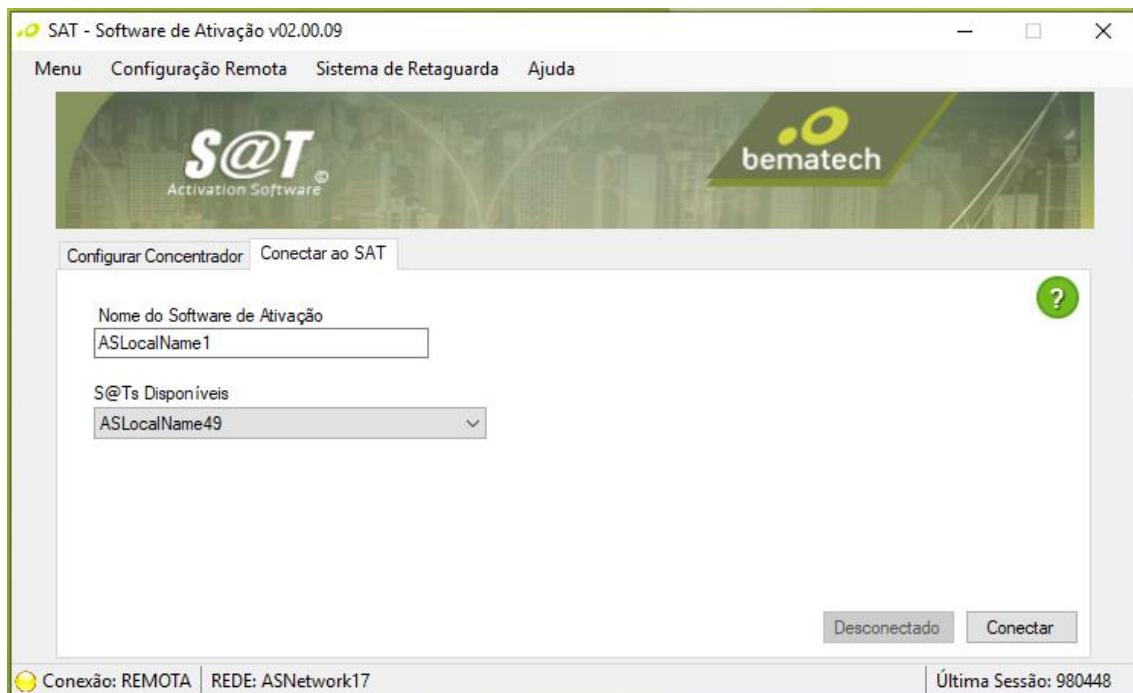 SAT - Software de Ativação v02.00.09
Menu Configuração Remota Sistema de Retaguarda Ajuda
S@T ©
Activation Software
bematech
Configurar Concentrador Conectar ao SAT
?
Nome do Software de Ativação
ASLocalName1
S@Ts Disponíveis
ASLocalName49
Desconectado Conectar
Conexão: REMOTA REDE: ASNetwork17 Última Sessão: 980448